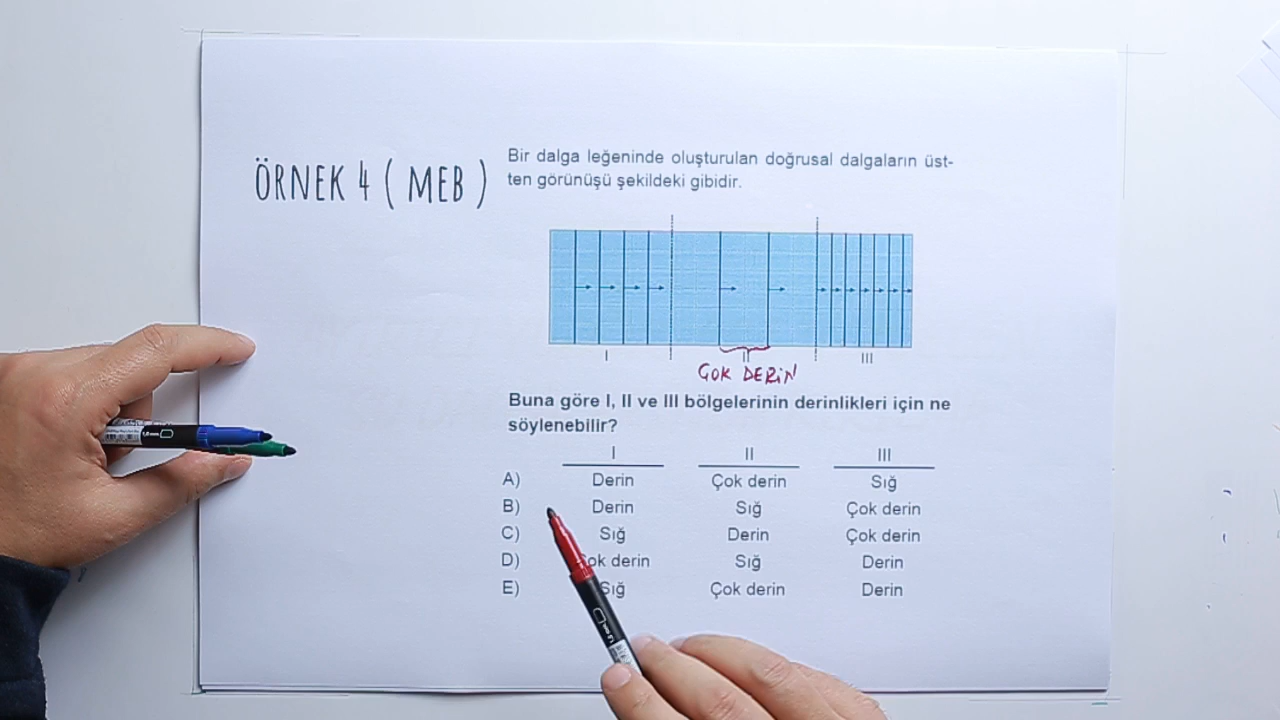 ÖRNEK 4 ( MEB )
Bir dalga leğeninde oluşturulan doğrusal dalgaların üst-
ten görünüşü şekildeki gibidir.
I II III
ÇOK DERİN
Buna göre I, II ve III bölgelerinin derinlikleri için ne
söylenebilir?
I II III
A) Derin Çok derin Sığ
B) Derin Sığ Çok derin
C) Sığ Derin Çok derin
D) ok derin Sığ Derin
E) Sığ Çok derin Derin